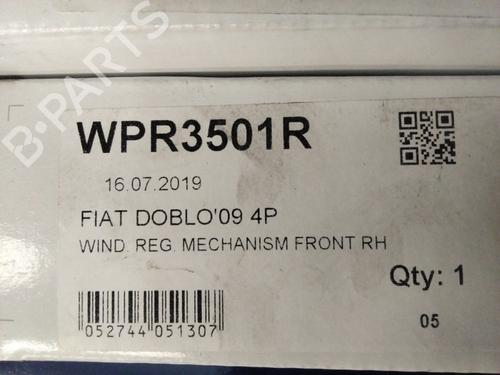 B-PARTS
WPR3501R
16.07.2019
FIAT DOBLO'09 4P
WIND. REG. MECHANISM FRONT RH
Qty: 1
052744 051307
05